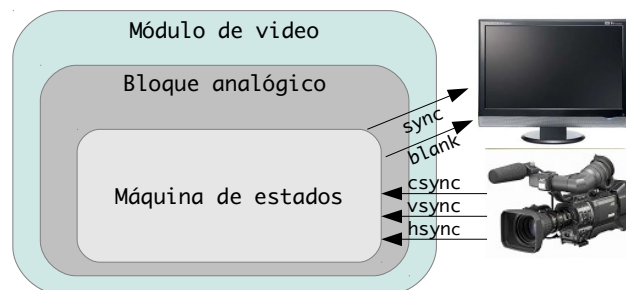 Módulo de video
Bloque analógico
Máquina de estados
sync
blank
csync
vsync
hsync